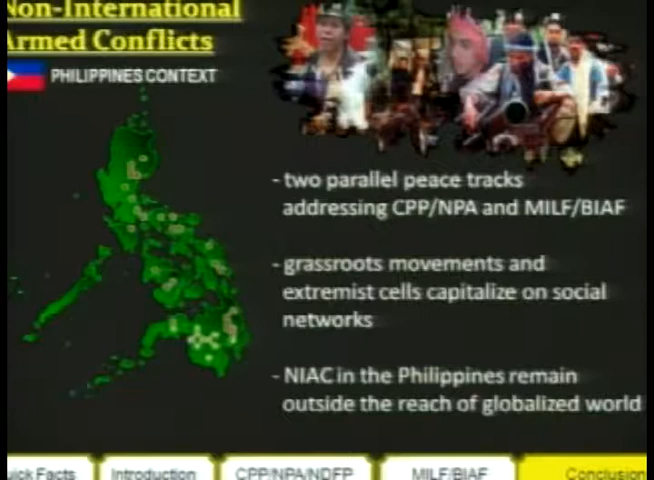 Non-International
Armed Conflicts
PHILIPPINES CONTEXT
- two parallel peace tracks
addressing CPP/NPA and MILF/BIAF
- grassroots movements and
extremist cells capitalize on social
networks
- NIAC in the Philippines remain
outside the reach of globalized world
uick Facts
Introduction
CPP/NPA/NDFP
MILF/BIAF
Conclusion